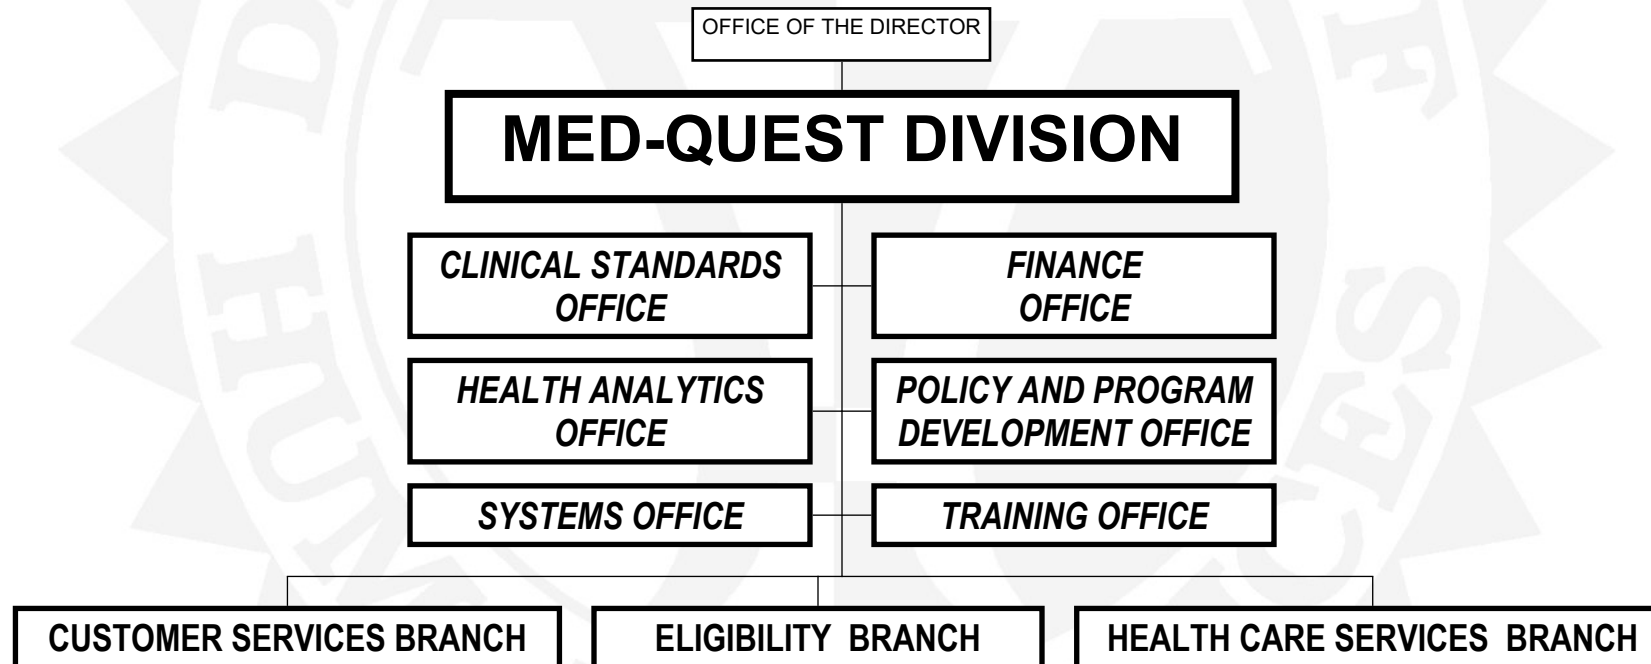 OFFICE OF THE DIRECTOR
MED-QUEST DIVISION
CLINICAL STANDARDS
OFFICE
FINANCE
OFFICE
HEALTH ANALYTICS
OFFICE
POLICY AND PROGRAM
DEVELOPMENT OFFICE
SYSTEMS OFFICE
TRAINING OFFICE
CUSTOMER SERVICES BRANCH
ELIGIBILITY BRANCH
HEALTH CARE SERVICES BRANCH